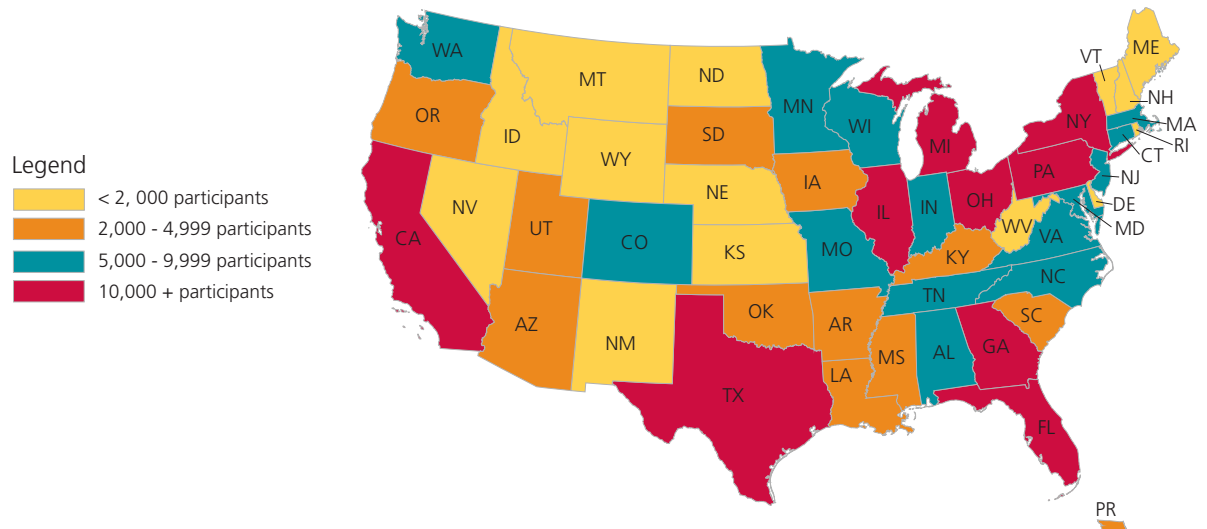 Legend
< 2, 000 participants
2,000 - 4,999 participants
5,000 - 9,999 participants
10,000 + participants
WA
OR
CA
ID
NV
MT
WY
UT
AZ
CO
NM
ND
SD
NE
KS
OK
TX
MN
IA
MO
AR
LA
WI
IL
MI
IN
OH
KY
TN
MS
AL
GA
FL
SC
NC
VA
WV
PA
NY
VT
ME
NH
MA
RI
CT
NJ
DE
MD
PR